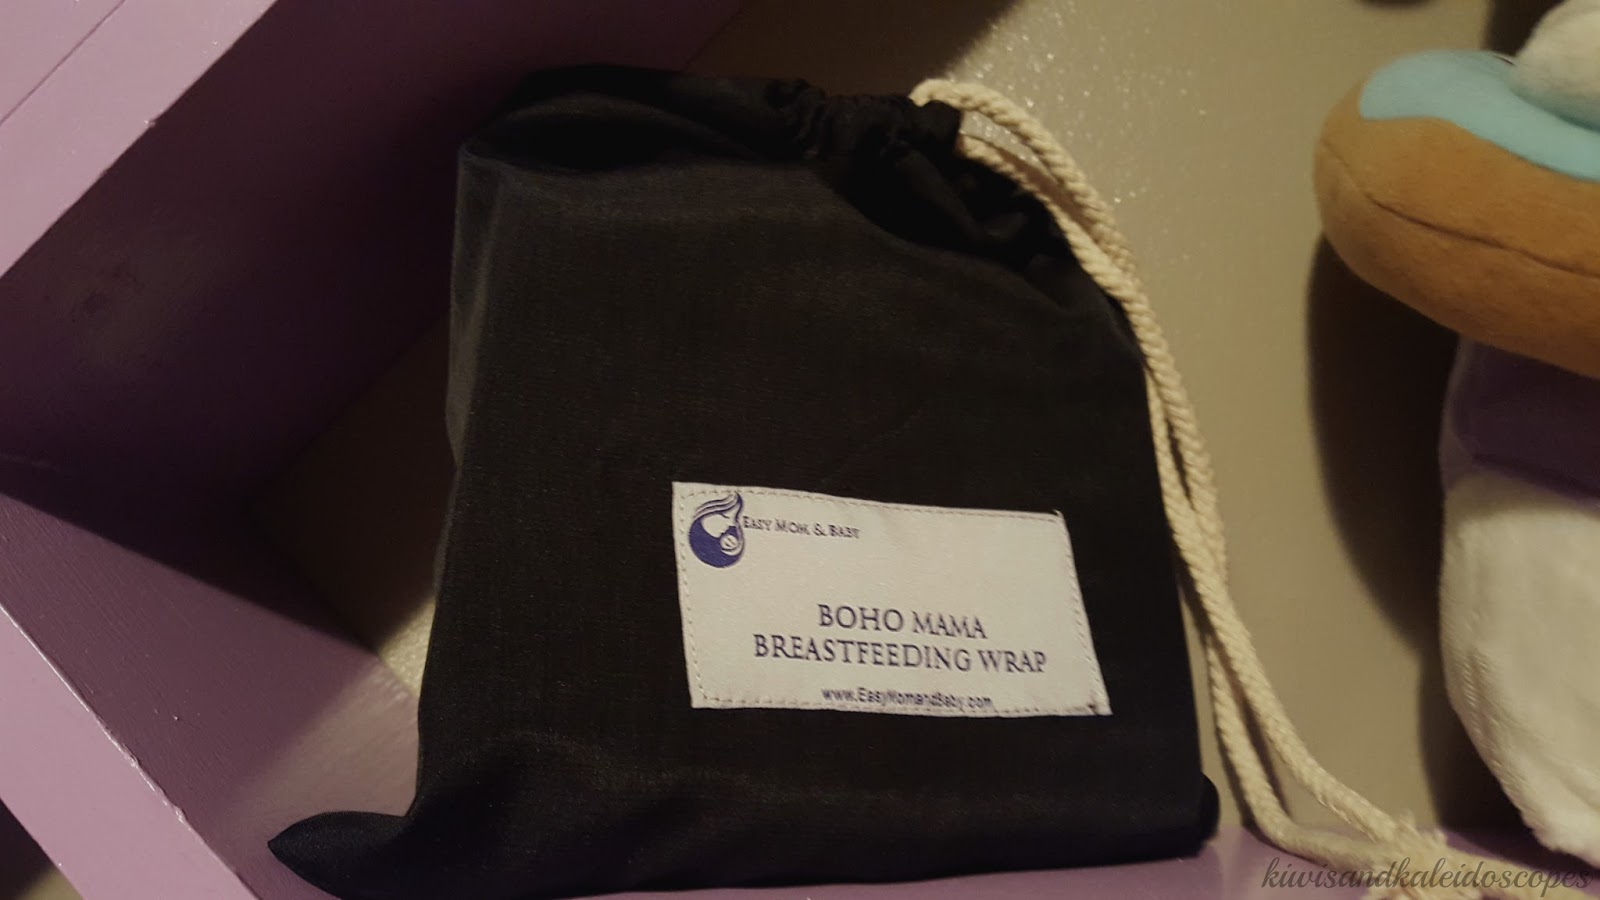 Easy Mom & Baby
BOHO MAMA
BREASTFEEDING WRAP
www.EasyMomandBaby.com
kiwisandkaleidoscopes